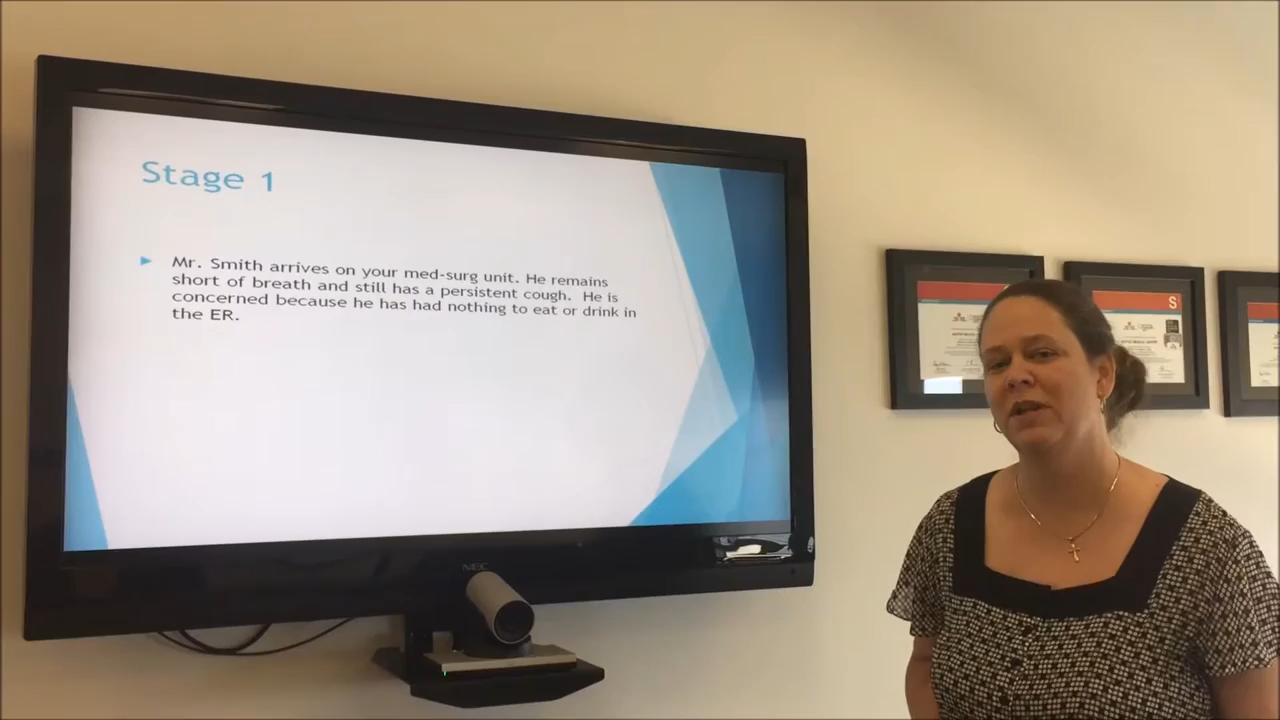 Stage 1
Mr. Smith arrives on your med-surg unit. He remains
short of breath and still has a persistent cough. He is
concerned because he has had nothing to eat or drink in
the ER.
NEC
S